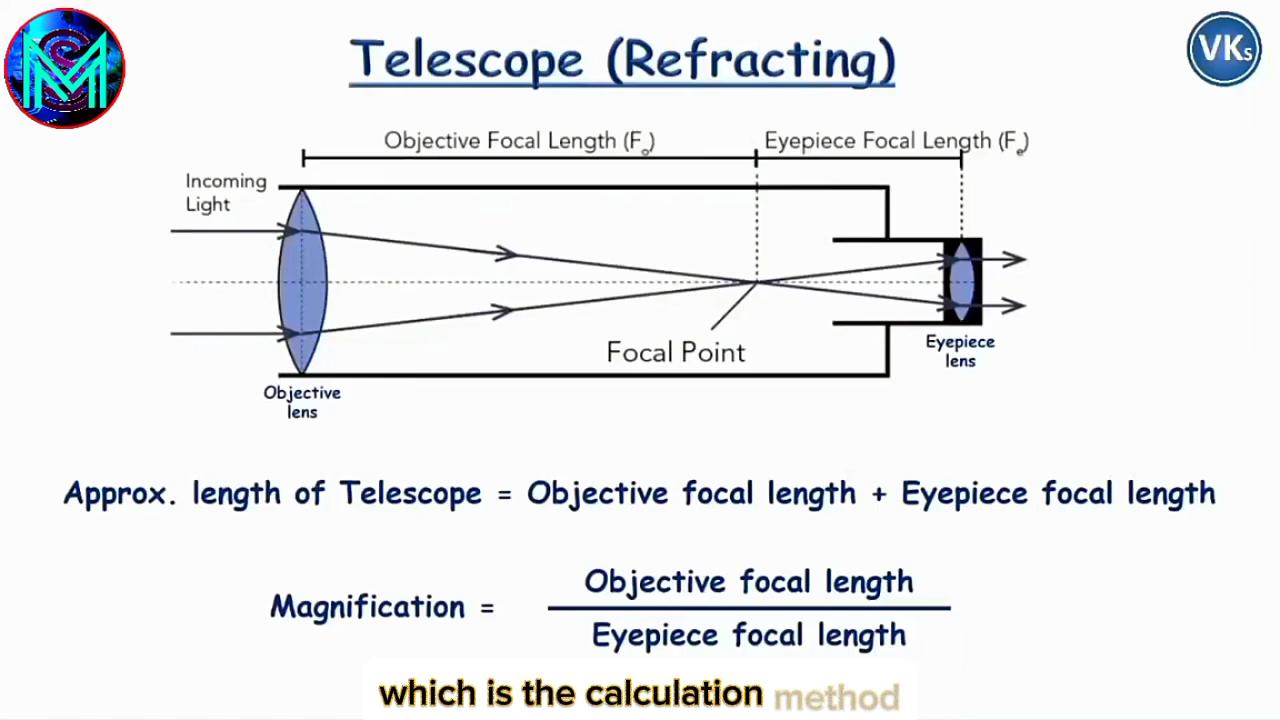 MS
VKs
Telescope (Refracting)
Objective Focal Length (Fo)
Eyepiece Focal Length (Fe)
Incoming
Light
Focal Point
Eyepiece
lens
Objective
lens
Approx. length of Telescope = Objective focal length + Eyepiece focal length
Magnification =
Objective focal length
Eyepiece focal length
which is the calculation method